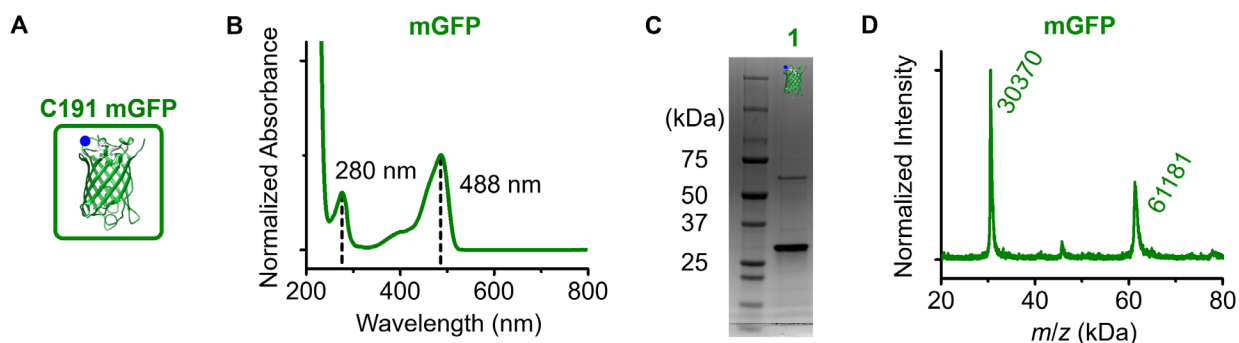 A
C191 mGFP
B
mGFP
Normalized Absorbance
280 nm
488 nm
200 400 600 800
Wavelength (nm)
C
1
(kDa)
75
50
37
25
D
mGFP
Normalized Intensity
30370
61181
20 40 60 80
m/z (kDa)